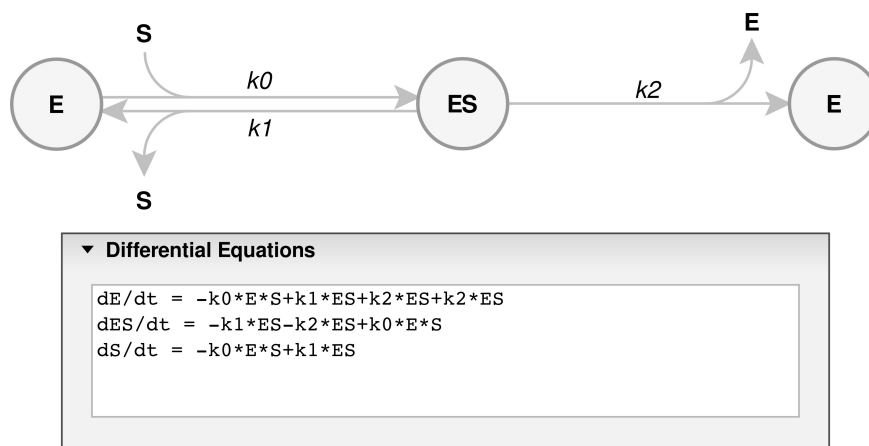 S
E
k0
E
ES
k2
E
k1
S
Differential Equations
dE/dt = -k0*E*S+k1*ES+k2*ES+k2*ES
dES/dt = -k1*ES-k2*ES+k0*E*S
dS/dt = -k0*E*S+k1*ES